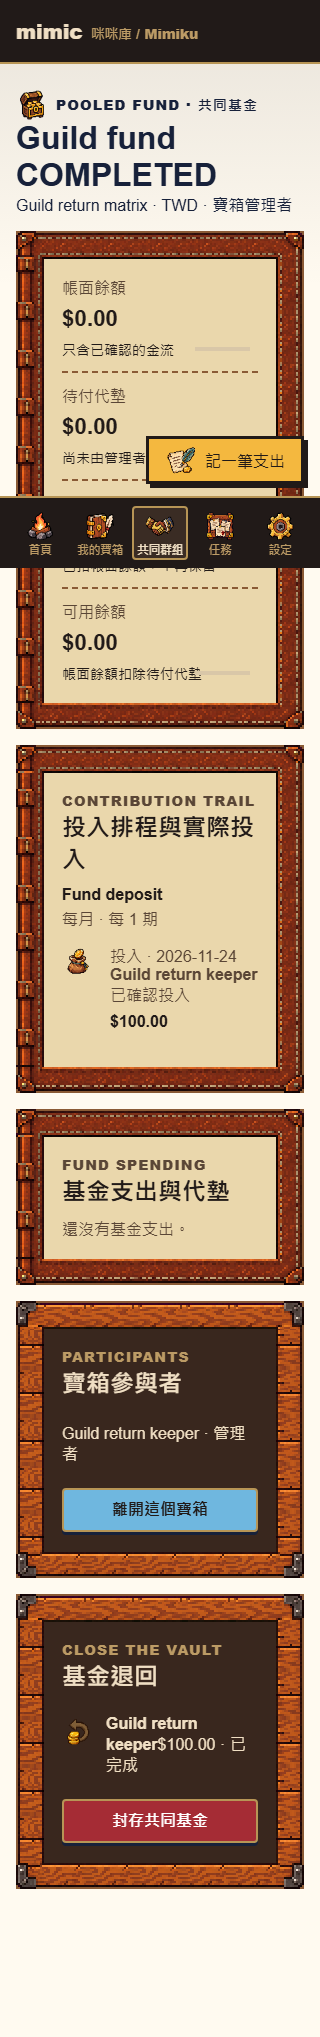 mimic 咪咪庫 / Mimiku
POOLED FUND · 共同基金
Guild fund
COMPLETED
Guild return matrix · TWD · 寶箱管理者
帳面餘額
$0.00
只含已確認的金流
待付代墊
$0.00
尚未由管理者
記一筆支出
首頁
我的寶箱
共同群組
任務
設定
可用餘額
$0.00
帳面餘額扣除待付代墊
CONTRIBUTION TRAIL
投入排程與實際投
入
Fund deposit
每月 · 每 1 期
投入 · 2026-11-24
Guild return keeper
已確認投入
$100.00
FUND SPENDING
基金支出與代墊
還沒有基金支出。
PARTICIPANTS
寶箱參與者
Guild return keeper · 管理
者
離開這個寶箱
CLOSE THE VAULT
基金退回
Guild return
keeper$100.00 · 已
完成
封存共同基金